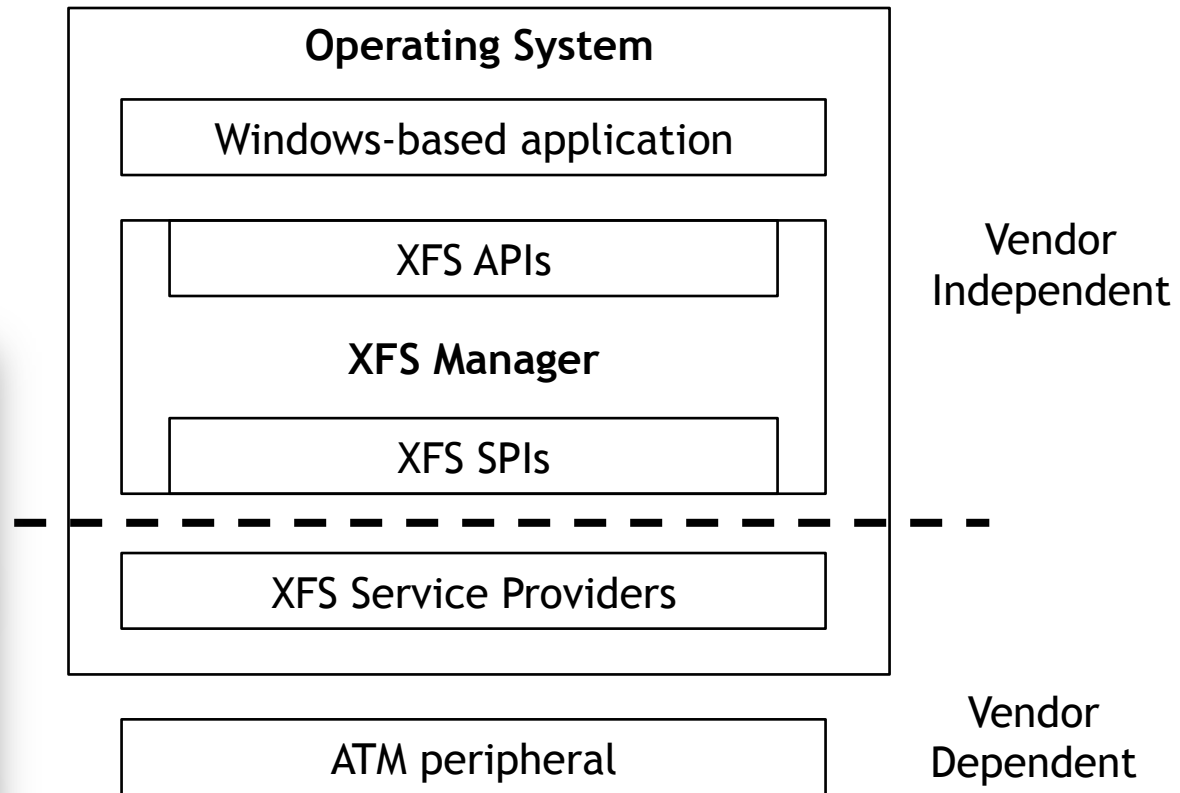 Operating System
Windows-based application
XFS APIs
Vendor
Independent
XFS Manager
XFS SPIs
XFS Service Providers
Vendor
Dependent
ATM peripheral